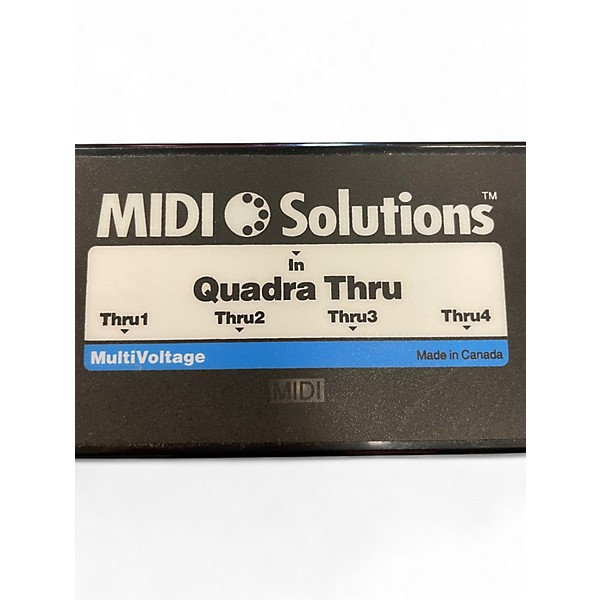 MIDI Solutions™
In
Quadra Thru
Thru1 Thru2 Thru3 Thru4
MultiVoltage Made in Canada
MIDI